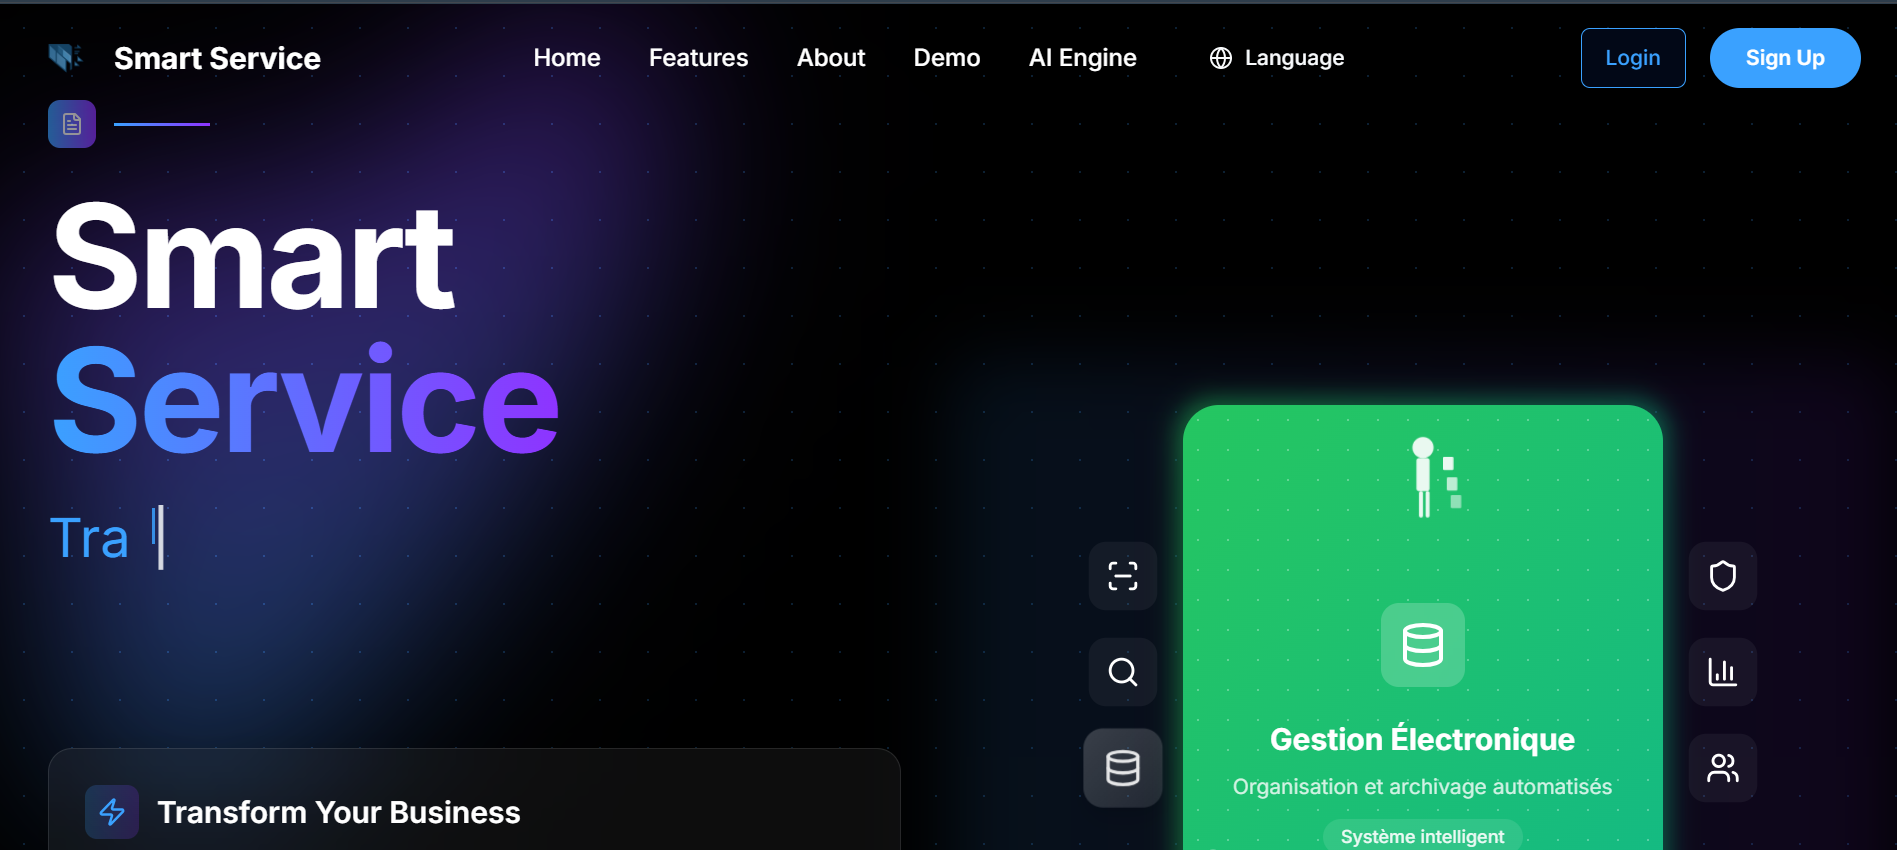 Smart Service
Home
Features
About
Demo
AI Engine
Language
Login
Sign Up
Smart
Service
Tra
Transform Your Business
Gestion Électronique
Organisation et archivage automatisés
Système intelligent